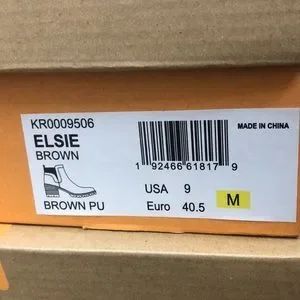 KR0009506
ELSIE
BROWN
BROWN PU
MADE IN CHINA
1 92466 61817 9
USA 9
Euro 40.5
M